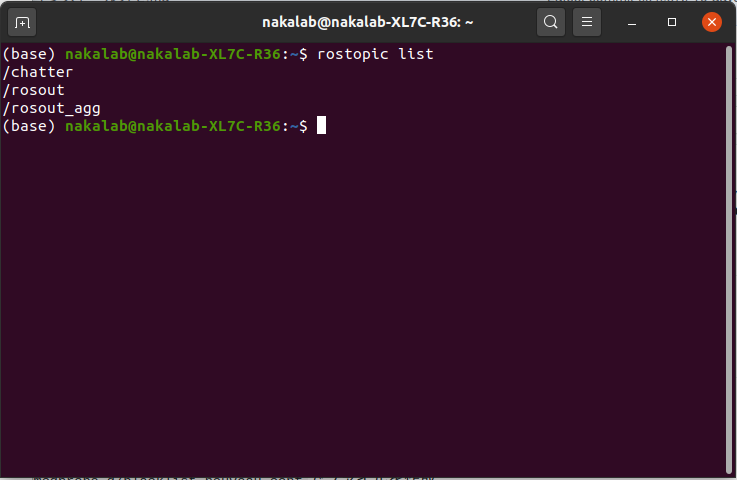 nakalab@nakalab-XL7C-R36: ~
(base) nakalab@nakalab-XL7C-R36:~$ rostopic list
/chatter
/rosout
/rosout_agg
(base) nakalab@nakalab-XL7C-R36:~$